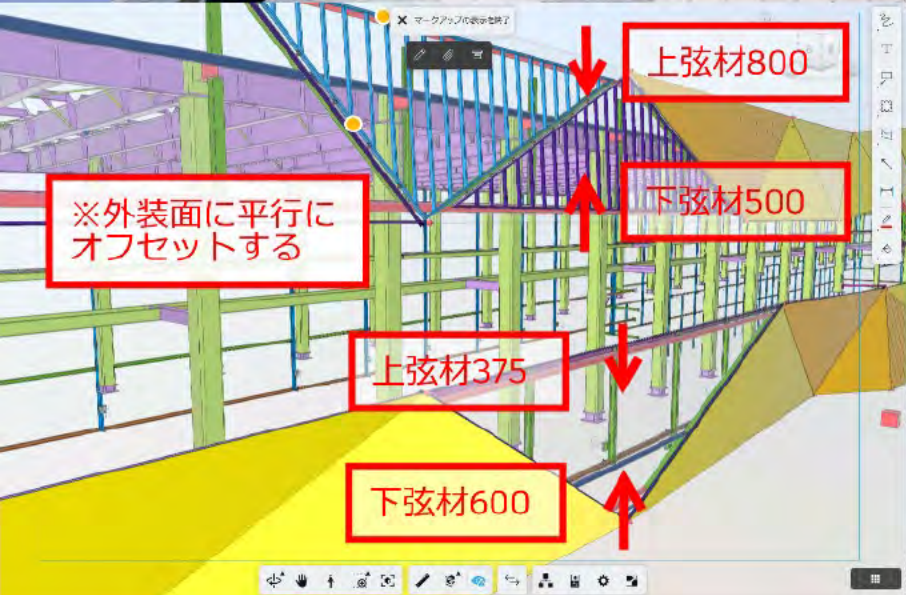 マークアップの表示を終了
上弦材800
下弦材500
※外装面に平行に
オフセットする
上弦材375
下弦材600